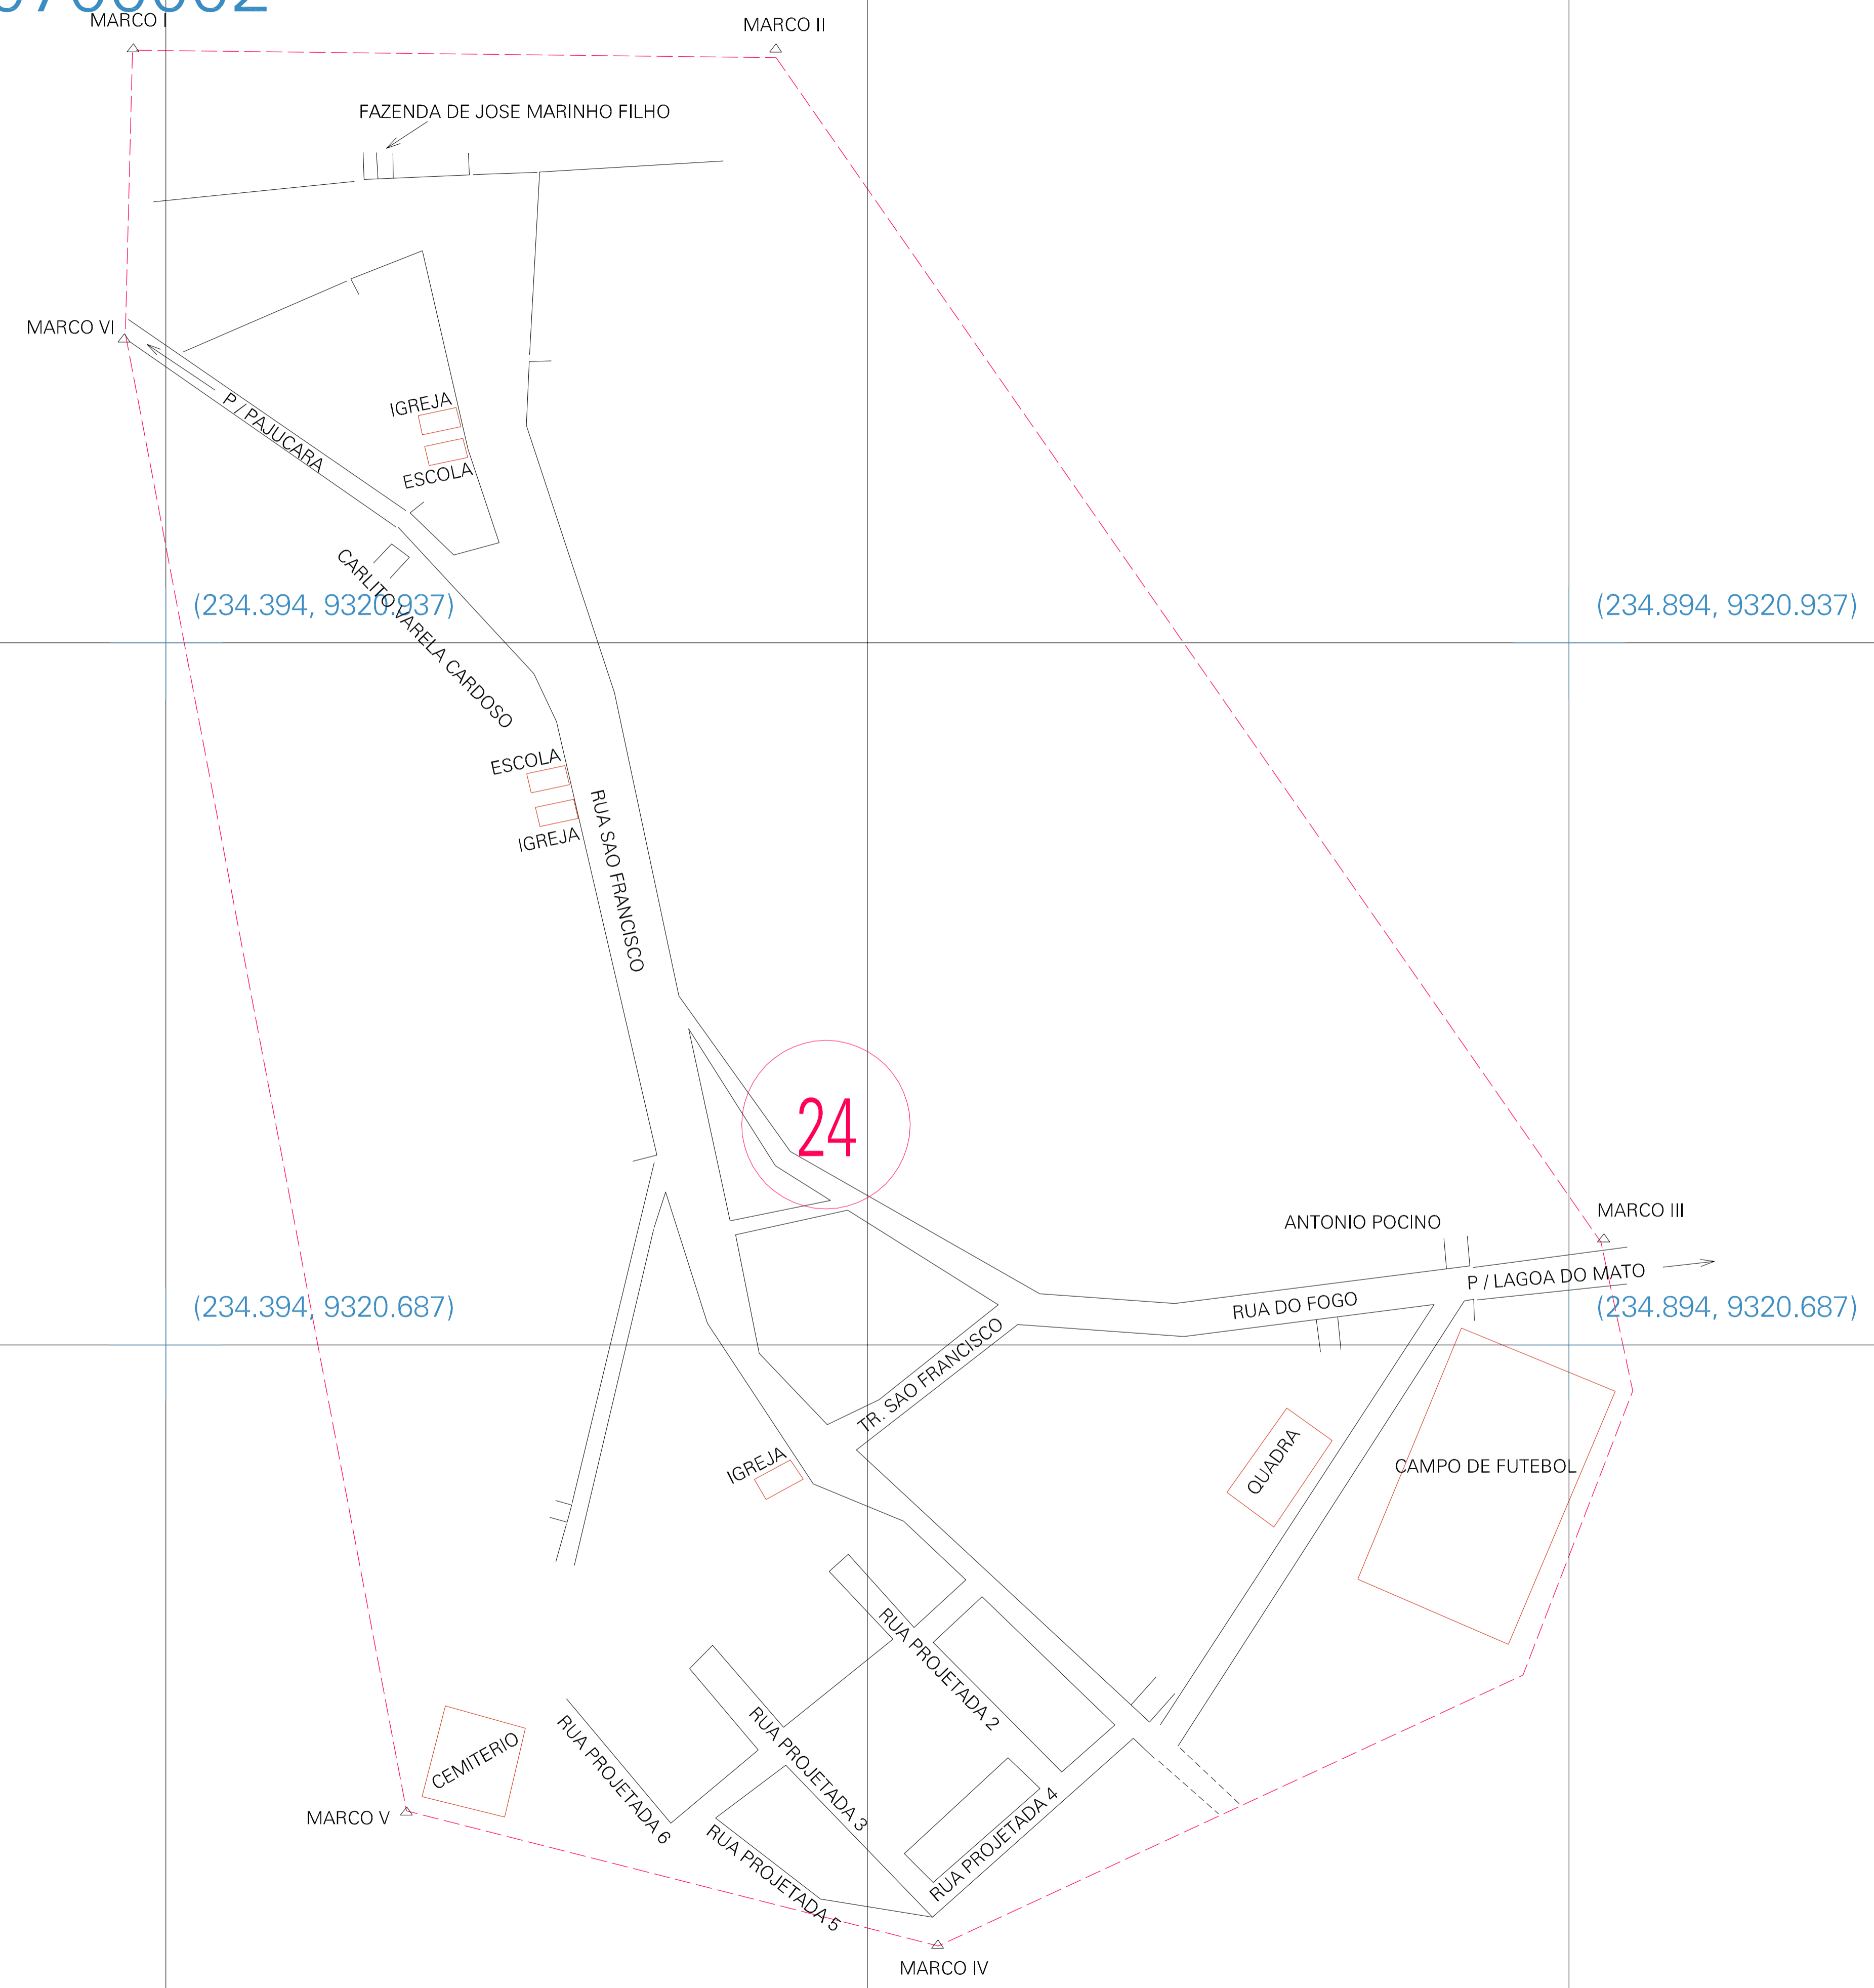 MARCO I
MARCO II
FAZENDA DE JOSE MARINHO FILHO
MARCO VI
P / PAJUCARA
IGREJA
ESCOLA
CARLITO VARELA CARDOSO
(234.394, 9320.937)
(234.894, 9320.937)
ESCOLA
IGREJA
RUA SAO FRANCISCO
24
MARCO III
ANTONIO POCINO
P / LAGOA DO MATO
RUA DO FOGO
(234.394, 9320.687)
(234.894, 9320.687)
TR. SAO FRANCISCO
IGREJA
QUADRA
CAMPO DE FUTEBOL
RUA PROJETADA 2
RUA PROJETADA 3
RUA PROJETADA 6
CEMITERIO
RUA PROJETADA 4
MARCO V
RUA PROJETADA 5
MARCO IV